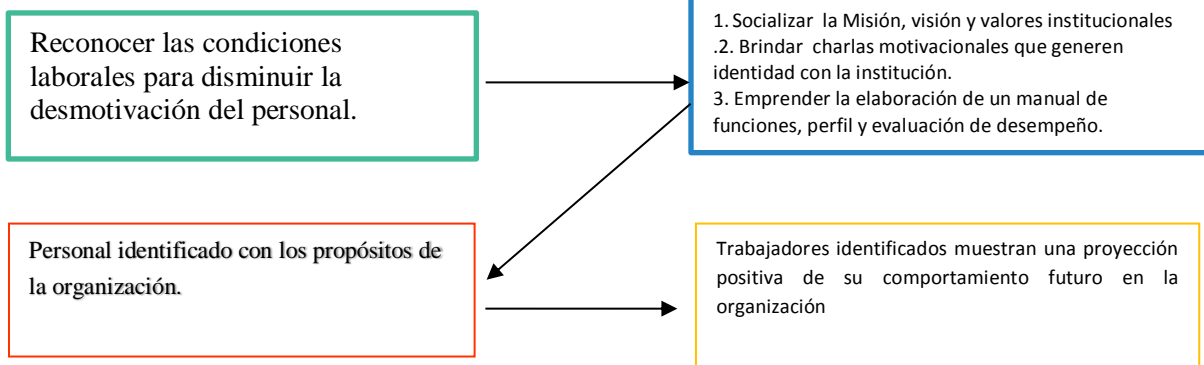 Reconocer las condiciones
laborales para disminuir la
desmotivación del personal.
1. Socializar la Misión, visión y valores institucionales
.2. Brindar charlas motivacionales que generen
identidad con la institución.
3. Emprender la elaboración de un manual de
funciones, perfil y evaluación de desempeño.
Personal identificado con los propósitos de
la organización.
Trabajadores identificados muestran una proyección
positiva de su comportamiento futuro en la
organización